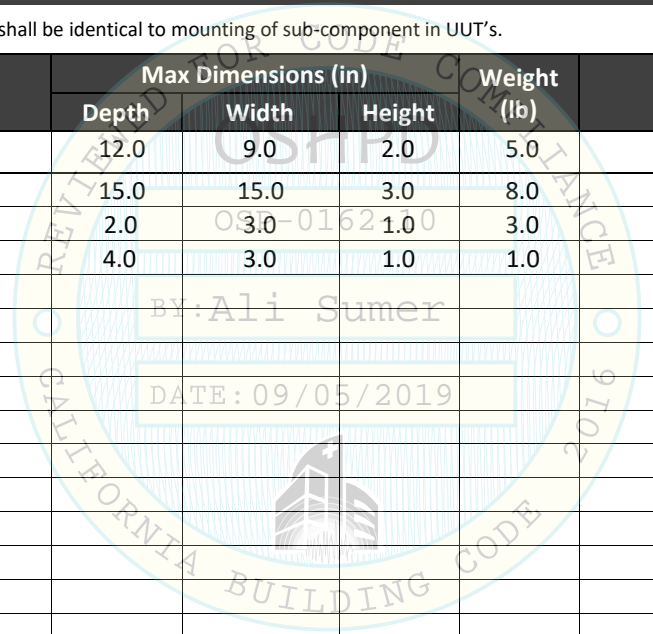 shall be identical to mounting of sub-component in UUT's.
Max Dimensions (in) Weight (lb)
Depth Width Height
12.0 9.0 2.0 5.0
15.0 15.0 3.0 8.0
2.0 3.0 1.0 3.0
4.0 3.0 1.0 1.0
REVIEWED FOR CODE COMPLIANCE
OSHPD
OSP-0162-10
BY:Ali Sumer
DATE:09/05/2019
CALIFORNIA BUILDING CODE 2016